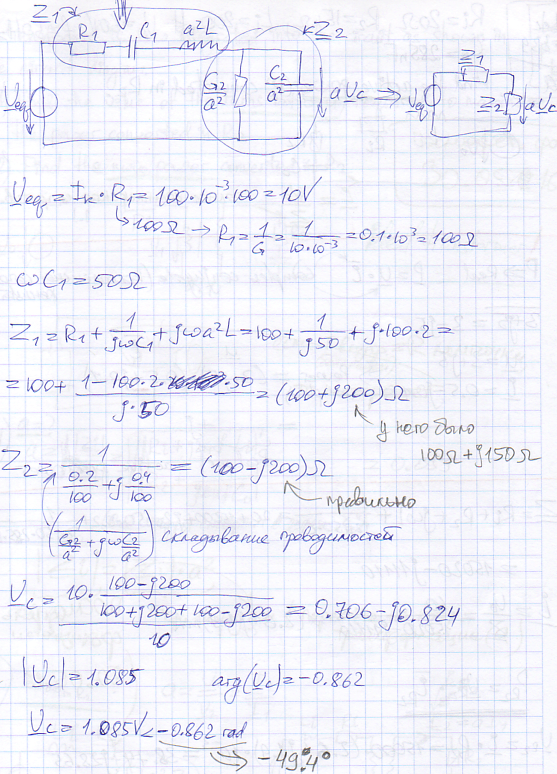 Z1 R1 C1 a²L κZ2
Ueq G2/a² C2/a² aUc ⇒ Ueq Z1 Z2 aUc
Ueq = Ik · R1 = 100·10⁻³·100 = 10V
↳ 100Ω → R1 = 1/G = 1/(10·10⁻³) = 0.1·10³ = 100Ω
ωC1 = 50Ω
Z1 = R1 + 1/(jωC1) + jωa²L = 100 + 1/(j50) + j·100·2 =
= 100 + (1 - 100·2·50)/(j·50) = (100 + j200)Ω
у него было
100Ω + j150Ω
Z2 = 1/(0.2/100 + j 0.4/100) = (100 - j200)Ω
правильно
(1/(G2/a² + jωC2/a²)) складывание проводимостей
Uc = (10 · (100 - j200)/(100 + j200 + 100 - j200))/10 = 0.706 - j0.824
|Uc| = 1.085 arg(Uc) = -0.862
Uc = 1.085V∠-0.862 rad
→ -49.4°